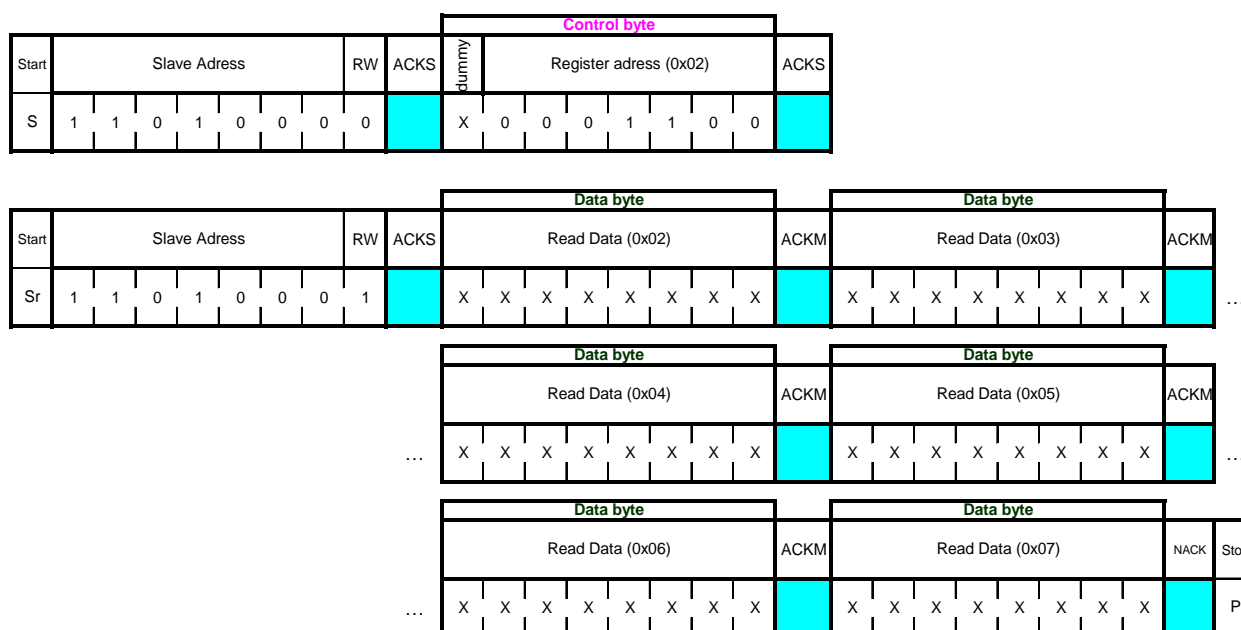 Control byte
Start Slave Adress RW ACKS dummy Register adress (0x02) ACKS
S 1 1 0 1 0 0 0 0 X 0 0 0 1 1 0 0
Data byte Data byte
Start Slave Adress RW ACKS Read Data (0x02) ACKM Read Data (0x03) ACKM
Sr 1 1 0 1 0 0 0 1 X X X X X X X X X X X X X X X X …
Data byte Data byte
Read Data (0x04) ACKM Read Data (0x05) ACKM
… X X X X X X X X X X X X X X X X …
Data byte Data byte
Read Data (0x06) ACKM Read Data (0x07) NACK Sto
… X X X X X X X X X X X X X X X X P